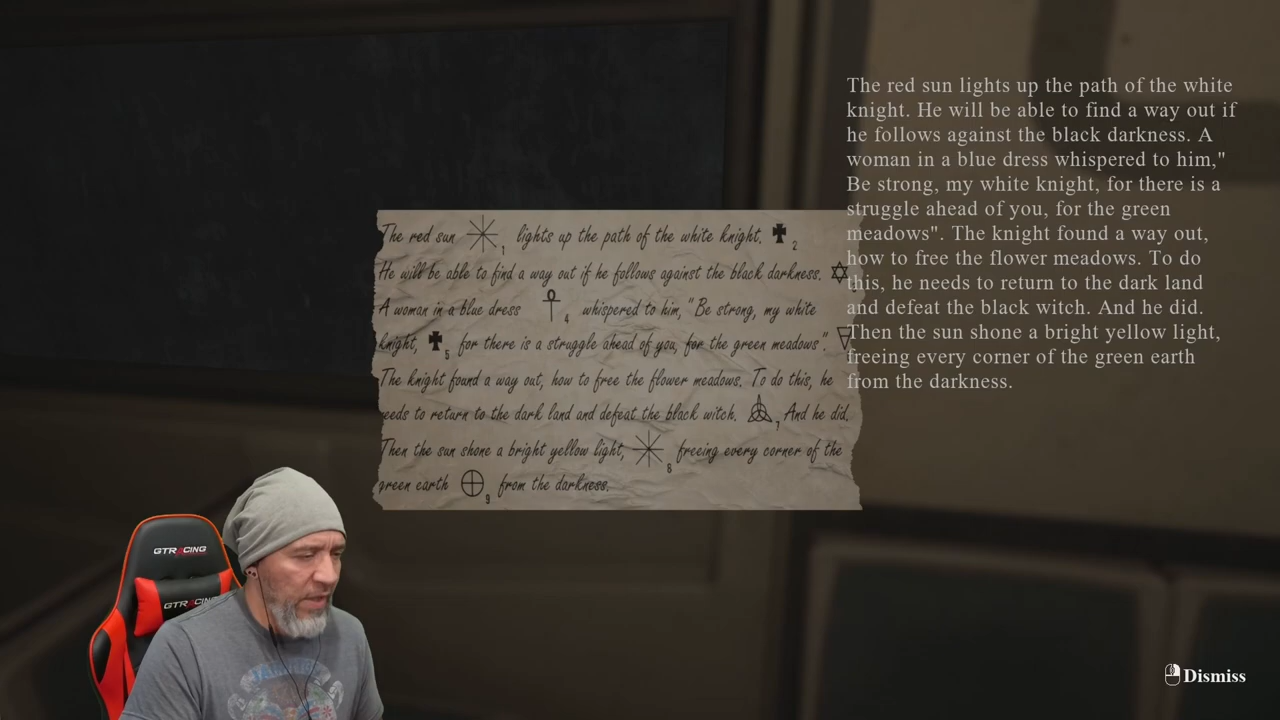 The red sun 1 lights up the path of the white knight. 2
He will be able to find a way out if he follows against the black darkness.
A woman in a blue dress 4 whispered to him, "Be strong, my white
knight, 5 for there is a struggle ahead of you, for the green meadows".
The knight found a way out, how to free the flower meadows. To do this, he
eeds to return to the dark land and defeat the black witch. 7 And he did.
Then the sun shone a bright yellow light, 8 freeing every corner of the
green earth 9 from the darkness.
The red sun lights up the path of the white
knight. He will be able to find a way out if
he follows against the black darkness. A
woman in a blue dress whispered to him,"
Be strong, my white knight, for there is a
struggle ahead of you, for the green
meadows". The knight found a way out,
how to free the flower meadows. To do
this, he needs to return to the dark land
and defeat the black witch. And he did.
Then the sun shone a bright yellow light,
freeing every corner of the green earth
from the darkness.
GTRACING
GTRACING
Dismiss